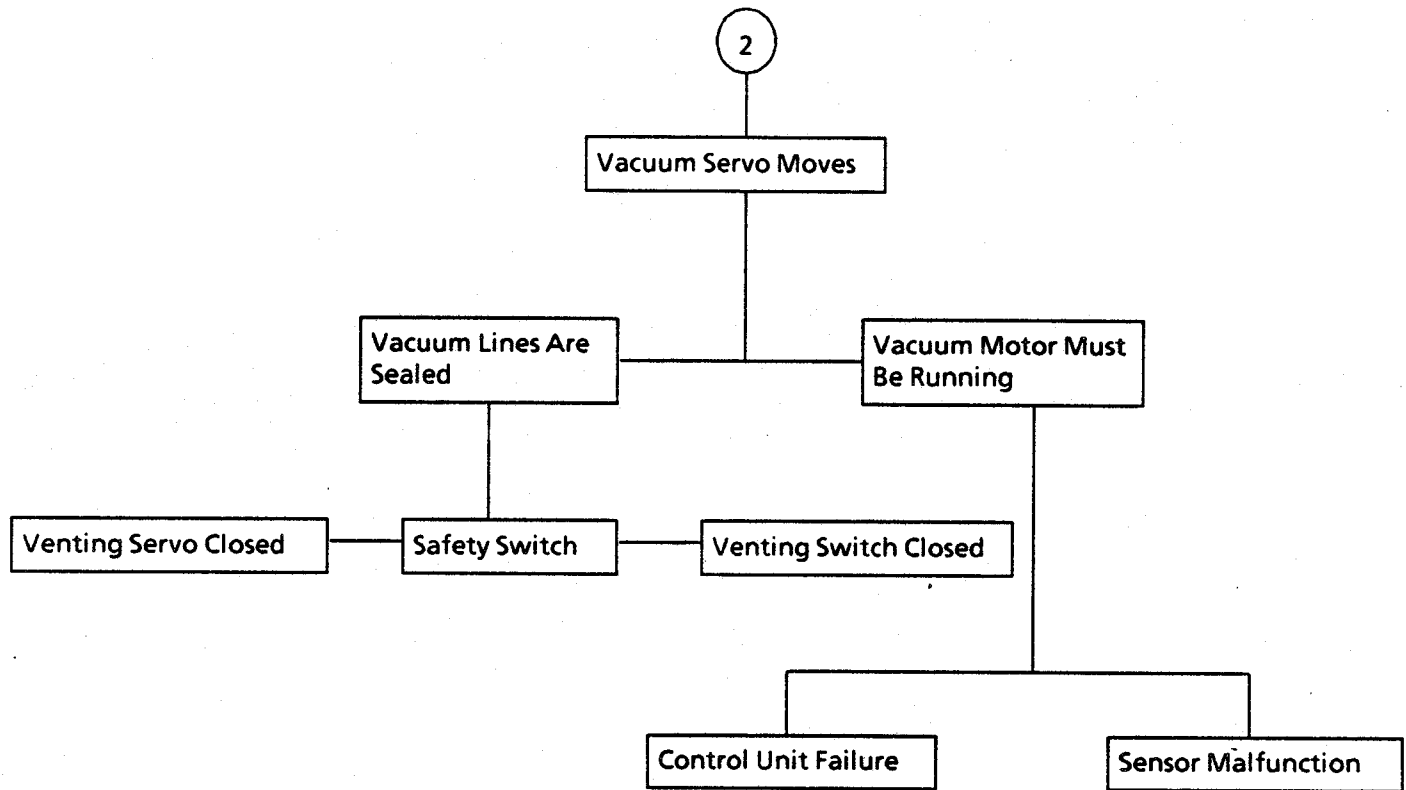 2
Vacuum Servo Moves
Vacuum Lines Are
Sealed
Vacuum Motor Must
Be Running
Venting Servo Closed
Safety Switch
Venting Switch Closed
Control Unit Failure
Sensor Malfunction